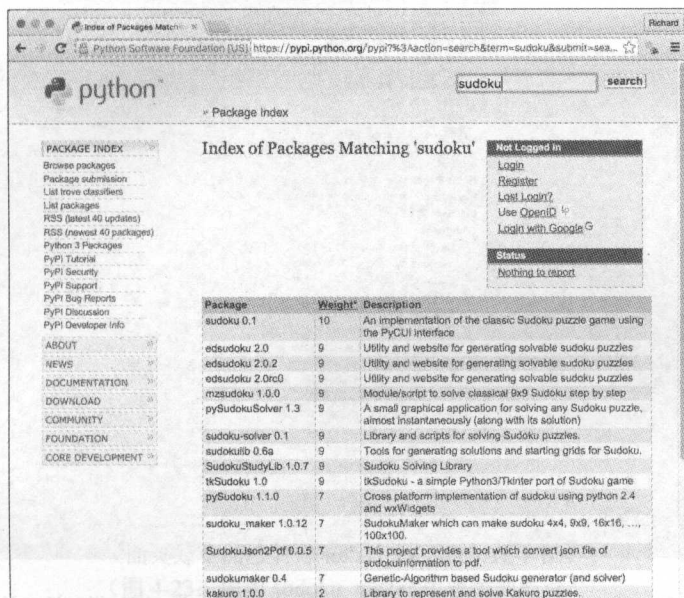 Index of Packages Matchi
Richard
Python Software Foundation [US]
https://pypi.python.org/pypi?%3Aaction=search&term=sudoku&submit=sea...
python™
sudoku
search
» Package Index
PACKAGE INDEX »
Browse packages
Package submission
List trove classifiers
List packages
RSS (latest 40 updates)
RSS (newest 40 packages)
Python 3 Packages
PyPI Tutorial
PyPI Security
PyPI Support
PyPI Bug Reports
PyPI Discussion
PyPI Developer Info
ABOUT »
NEWS »
DOCUMENTATION »
DOWNLOAD »
COMMUNITY »
FOUNDATION »
CORE DEVELOPMENT »
Index of Packages Matching 'sudoku'
Not Logged In
Login
Register
Lost Login?
Use OpenID
Login with Google G
Status
Nothing to report
Package Weight* Description
sudoku 0.1 10 An implementation of the classic Sudoku puzzle game using
the PyCUI interface
edsudoku 2.0 9 Utility and website for generating solvable sudoku puzzles
edsudoku 2.0.2 9 Utility and website for generating solvable sudoku puzzles
edsudoku 2.0rc0 9 Utility and website for generating solvable sudoku puzzles
mzsudoku 1.0.0 9 Module/script to solve classical 9x9 Sudoku step by step
pySudokuSolver 1.3 9 A small graphical application for solving any Sudoku puzzle,
almost instantaneously (along with its solution)
sudoku-solver 0.1 9 Library and scripts for solving Sudoku puzzles.
sudokulib 0.6a 9 Tools for generating solutions and starting grids for Sudoku.
SudokuStudyLib 1.0.7 9 Sudoku Solving Library
tkSudoku 1.0 9 tkSudoku - a simple Python3/Tkinter port of Sudoku game
pySudoku 1.1.0 7 Cross platform implementation of sudoku using python 2.4
and wxWidgets
sudoku_maker 1.0.12 7 SudokuMaker which can make sudoku 4x4, 9x9, 16x16, ...,
100x100.
SudokuJson2Pdf 0.0.5 7 This project provides a tool which convert json file of
sudokuinformation to pdf.
sudokumaker 0.4 7 Genetic-Algorithm based Sudoku generator (and solver)
kakuro 1.0.0 2 Library to represent and solve Kakuro puzzles.